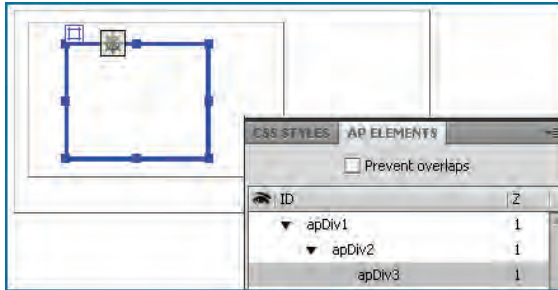 CSS STYLES AP ELEMENTS
Prevent overlaps
ID Z
apDiv1 1
apDiv2 1
apDiv3 1